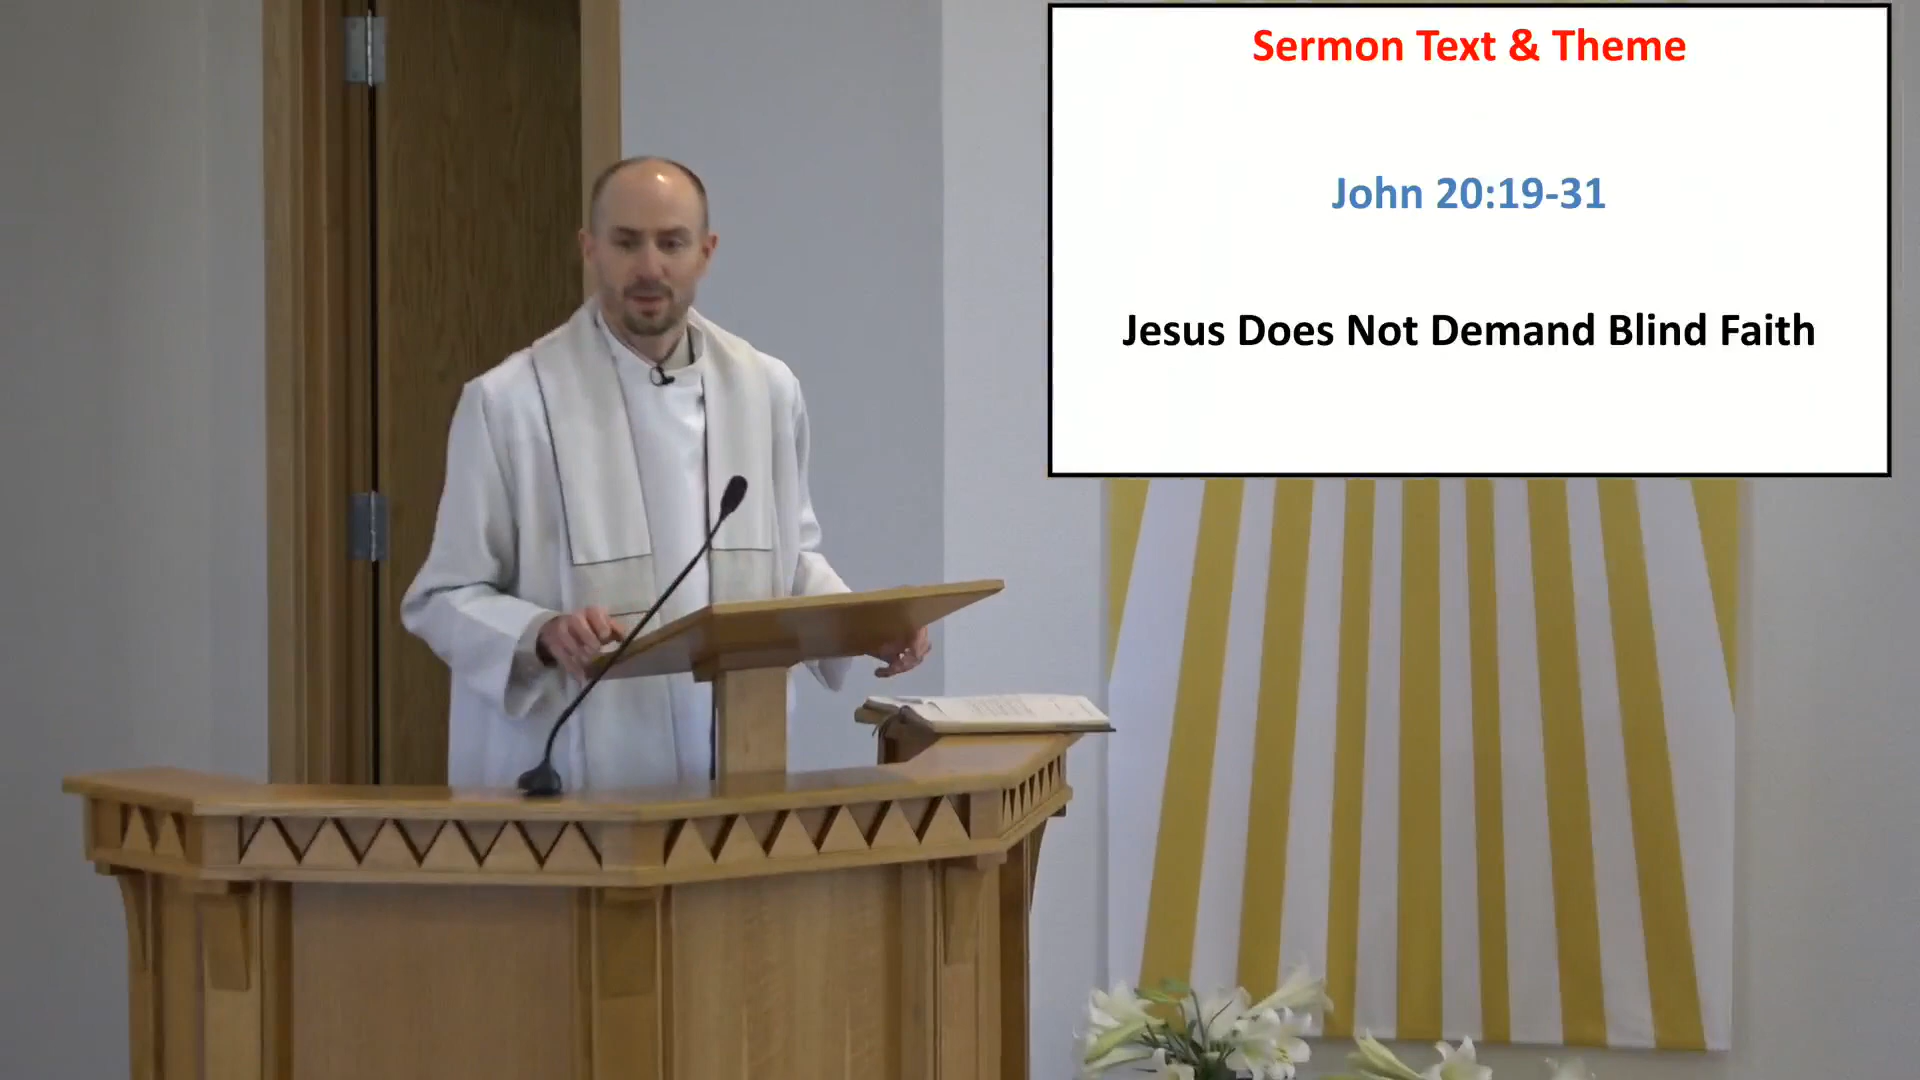 Sermon Text & Theme
John 20:19-31
Jesus Does Not Demand Blind Faith